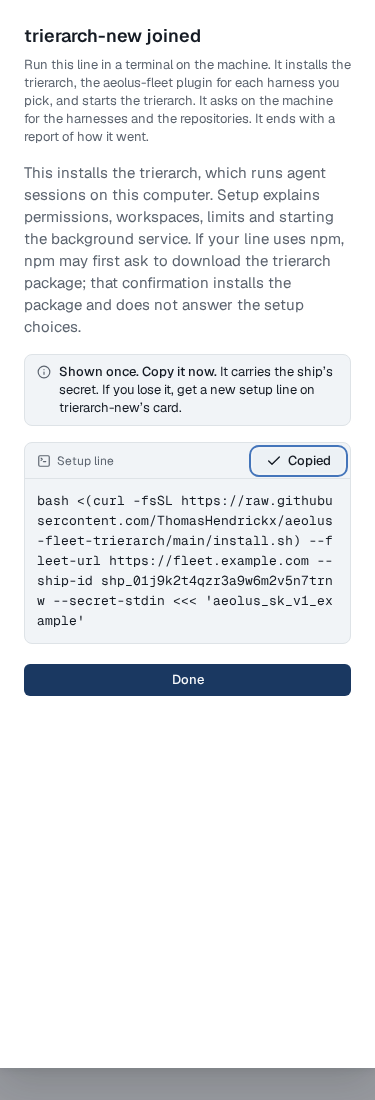 trierarch-new joined
Run this line in a terminal on the machine. It installs the
trierarch, the aeolus-fleet plugin for each harness you
pick, and starts the trierarch. It asks on the machine
for the harnesses and the repositories. It ends with a
report of how it went.
This installs the trierarch, which runs agent
sessions on this computer. Setup explains
permissions, workspaces, limits and starting
the background service. If your line uses npm,
npm may first ask to download the trierarch
package; that confirmation installs the
package and does not answer the setup
choices.
Shown once. Copy it now. It carries the ship’s
secret. If you lose it, get a new setup line on
trierarch-new’s card.
Setup line
Copied
bash <(curl -fsSL https://raw.githubu
sercontent.com/ThomasHendrickx/aeolus
-fleet-trierarch/main/install.sh) --f
leet-url https://fleet.example.com --
ship-id shp_01j9k2t4qzr3a9w6m2v5n7trn
w --secret-stdin <<< 'aeolus_sk_v1_ex
ample'
Done